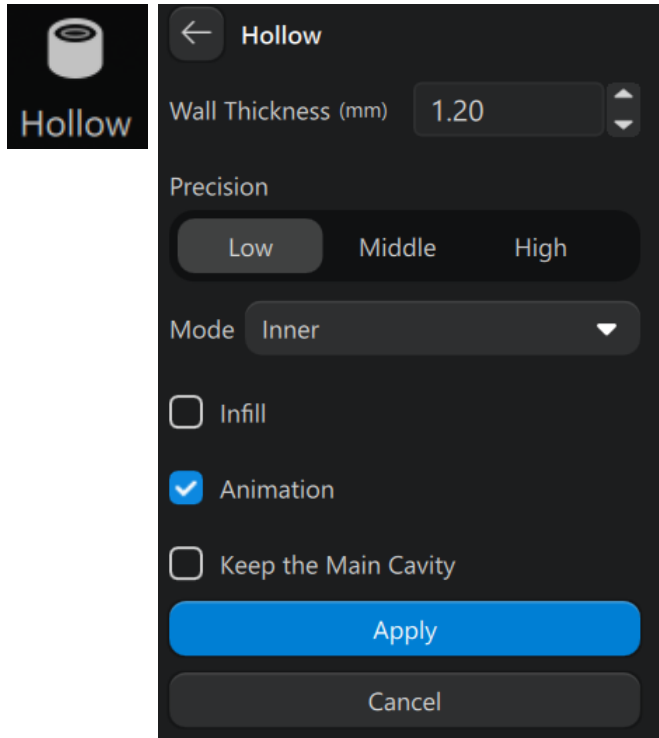 Hollow
Hollow
Wall Thickness (mm) 1.20
Precision
Low Middle High
Mode Inner
Infill
Animation
Keep the Main Cavity
Apply
Cancel